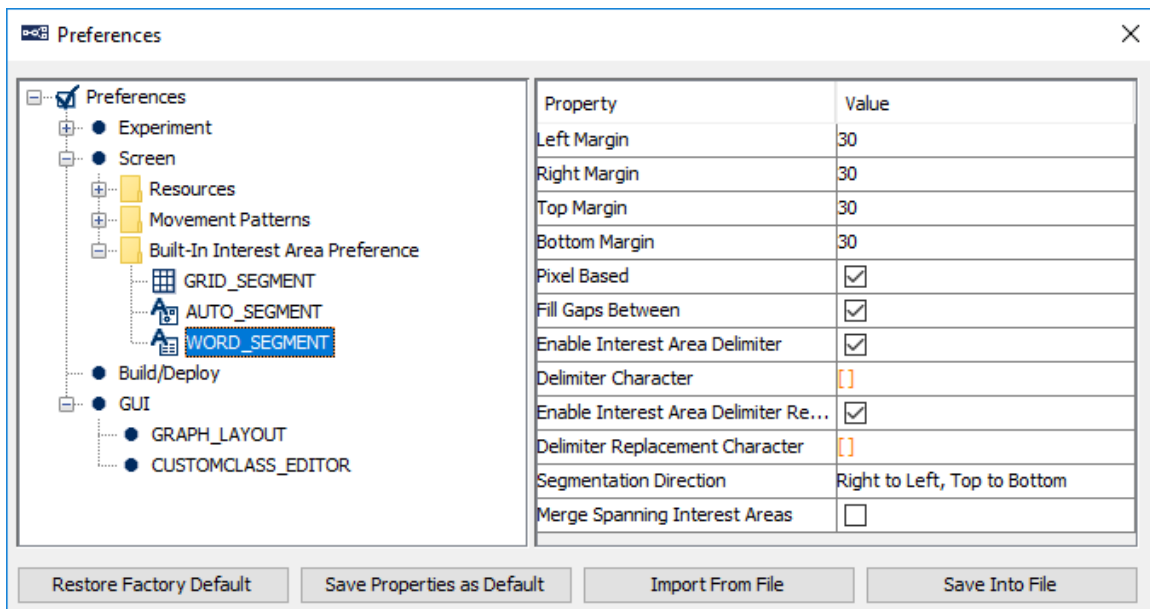 Preferences
Preferences
Experiment
Screen
Resources
Movement Patterns
Built-In Interest Area Preference
GRID_SEGMENT
AUTO_SEGMENT
WORD_SEGMENT
Build/Deploy
GUI
GRAPH_LAYOUT
CUSTOMCLASS_EDITOR
Property Value
Left Margin 30
Right Margin 30
Top Margin 30
Bottom Margin 30
Pixel Based
Fill Gaps Between
Enable Interest Area Delimiter
Delimiter Character [ ]
Enable Interest Area Delimiter Re...
Delimiter Replacement Character [ ]
Segmentation Direction Right to Left, Top to Bottom
Merge Spanning Interest Areas
Restore Factory Default Save Properties as Default Import From File Save Into File